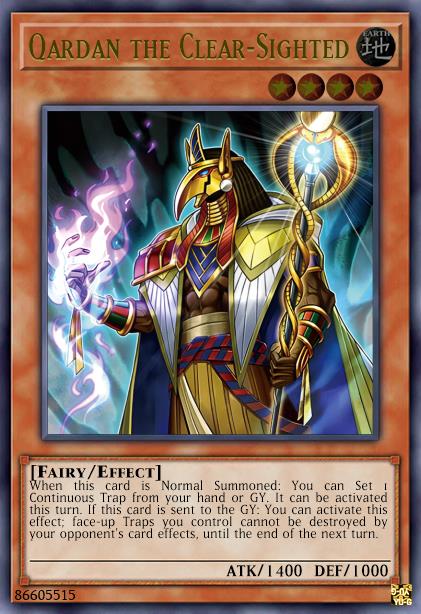 QARDAN THE CLEAR-SIGHTED
EARTH
地
[FAIRY/EFFECT]
When this card is Normal Summoned: You can Set 1
Continuous Trap from your hand or GY. It can be activated
this turn. If this card is sent to the GY: You can activate this
effect; face-up Traps you control cannot be destroyed by
your opponent's card effects, until the end of the next turn.
ATK/1400 DEF/1000
86605515